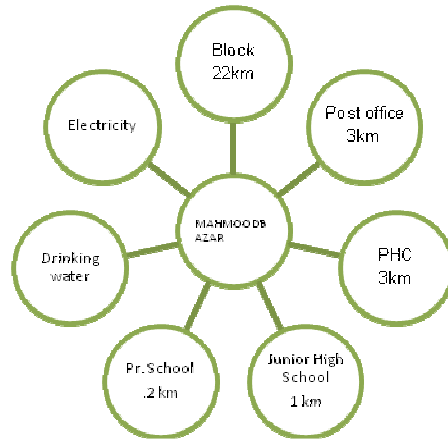 Block
22km
Post office
3km
PHC
3km
Junior High
School
1 km
Pr. School
.2 km
Drinking
water
Electricity
MAHMOODB
AZAR